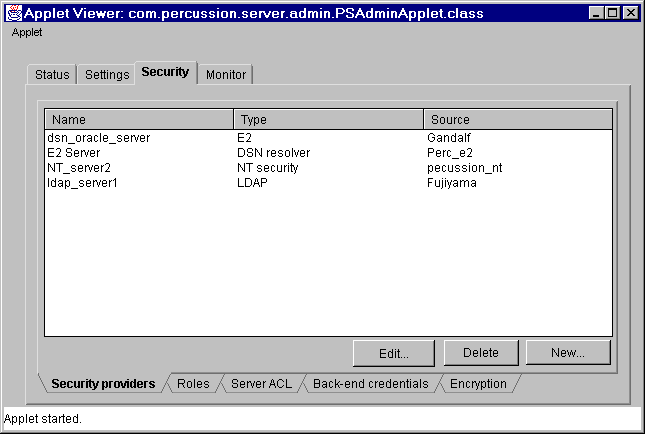 Applet Viewer: com.percussion.server.admin.PSAdminApplet.class
Applet
Status Settings Security Monitor
Name Type Source
dsn_oracle_server E2 Gandalf
E2 Server DSN resolver Perc_e2
NT_server2 NT security pecussion_nt
ldap_server1 LDAP Fujiyama
Edit... Delete New...
Security providers Roles Server ACL Back-end credentials Encryption
Applet started.